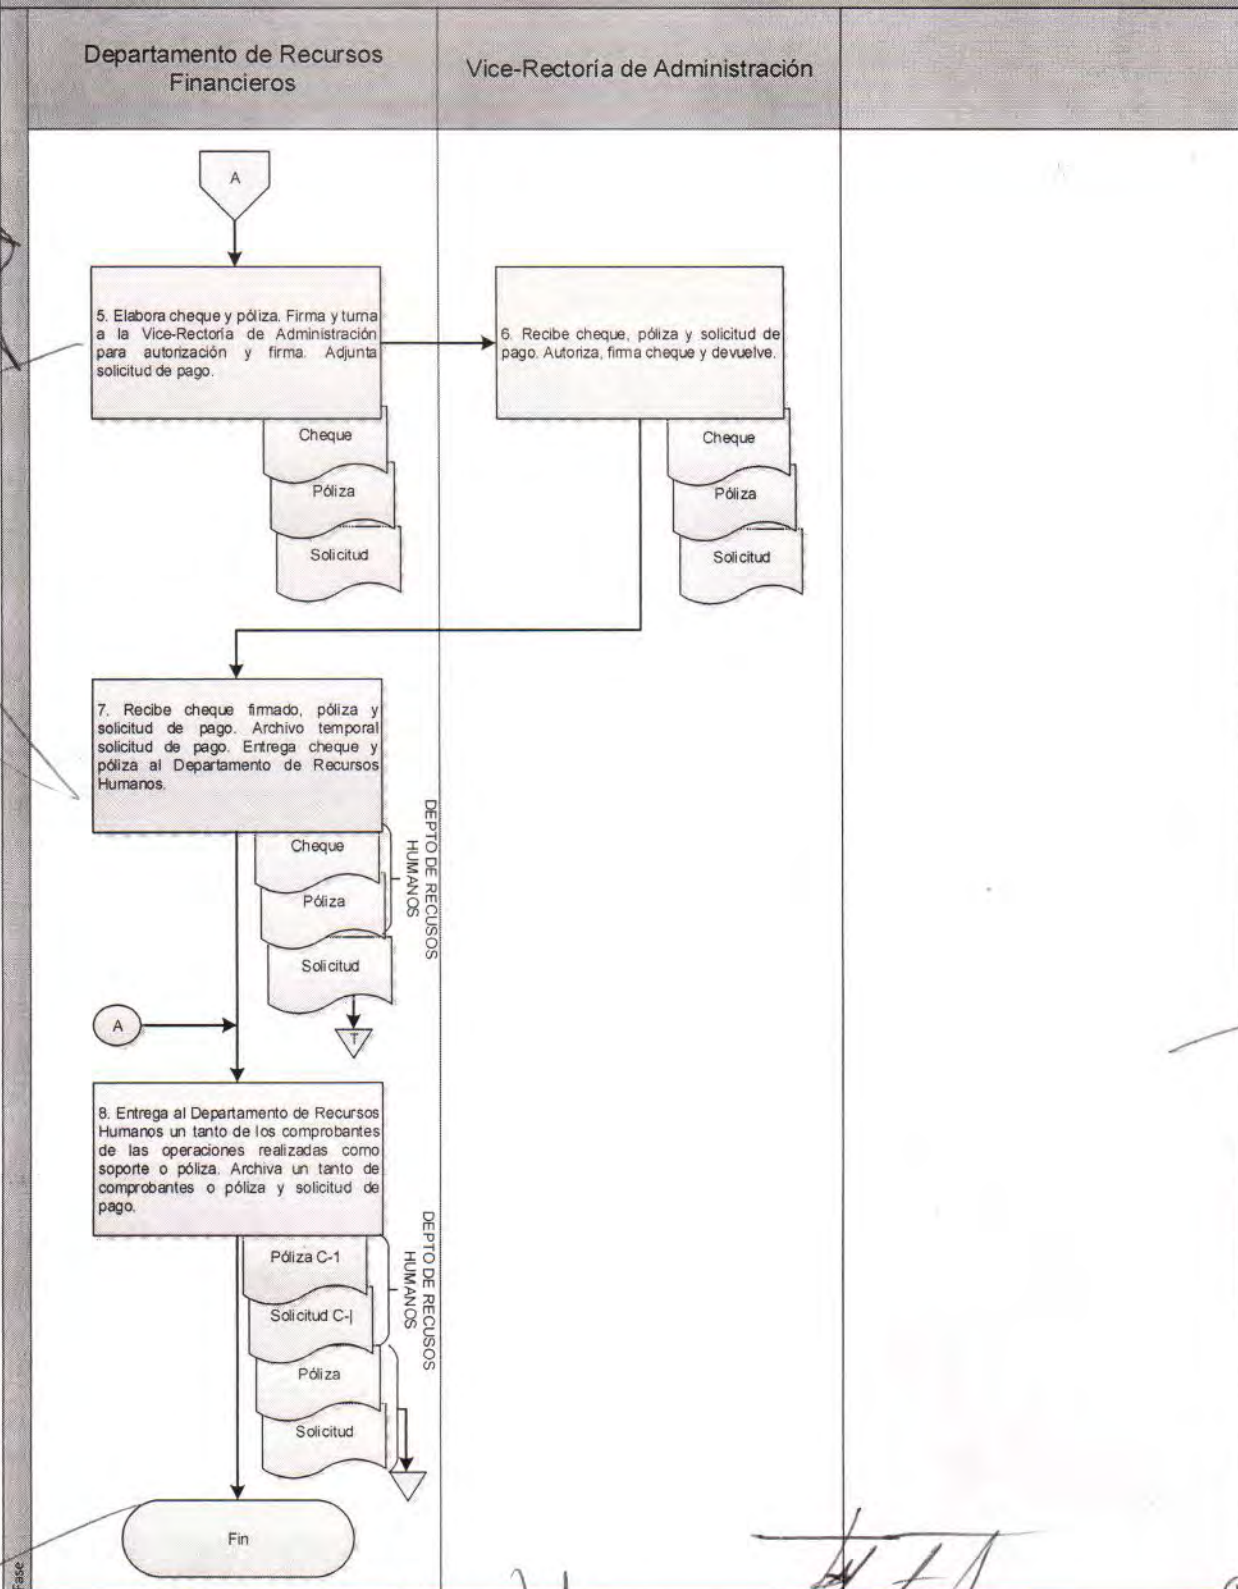 Departamento de Recursos
Financieros
Vice-Rectoría de Administración
A
5. Elabora cheque y póliza. Firma y turna
a la Vice-Rectoría de Administración
para autorización y firma. Adjunta
solicitud de pago.
6. Recibe cheque, póliza y solicitud de
pago. Autoriza, firma cheque y devuelve.
Cheque
Póliza
Solicitud
Cheque
Póliza
Solicitud
7. Recibe cheque firmado, póliza y
solicitud de pago. Archivo temporal
solicitud de pago. Entrega cheque y
póliza al Departamento de Recursos
Humanos.
Cheque
Póliza
Solicitud
DEPTO DE RECUSOS
HUMANOS
T
A
8. Entrega al Departamento de Recursos
Humanos un tanto de los comprobantes
de las operaciones realizadas como
soporte o póliza. Archiva un tanto de
comprobantes o póliza y solicitud de
pago.
Póliza C-1
Solicitud C-|
Póliza
Solicitud
DEPTO DE RECUSOS
HUMANOS
Fin
Fase